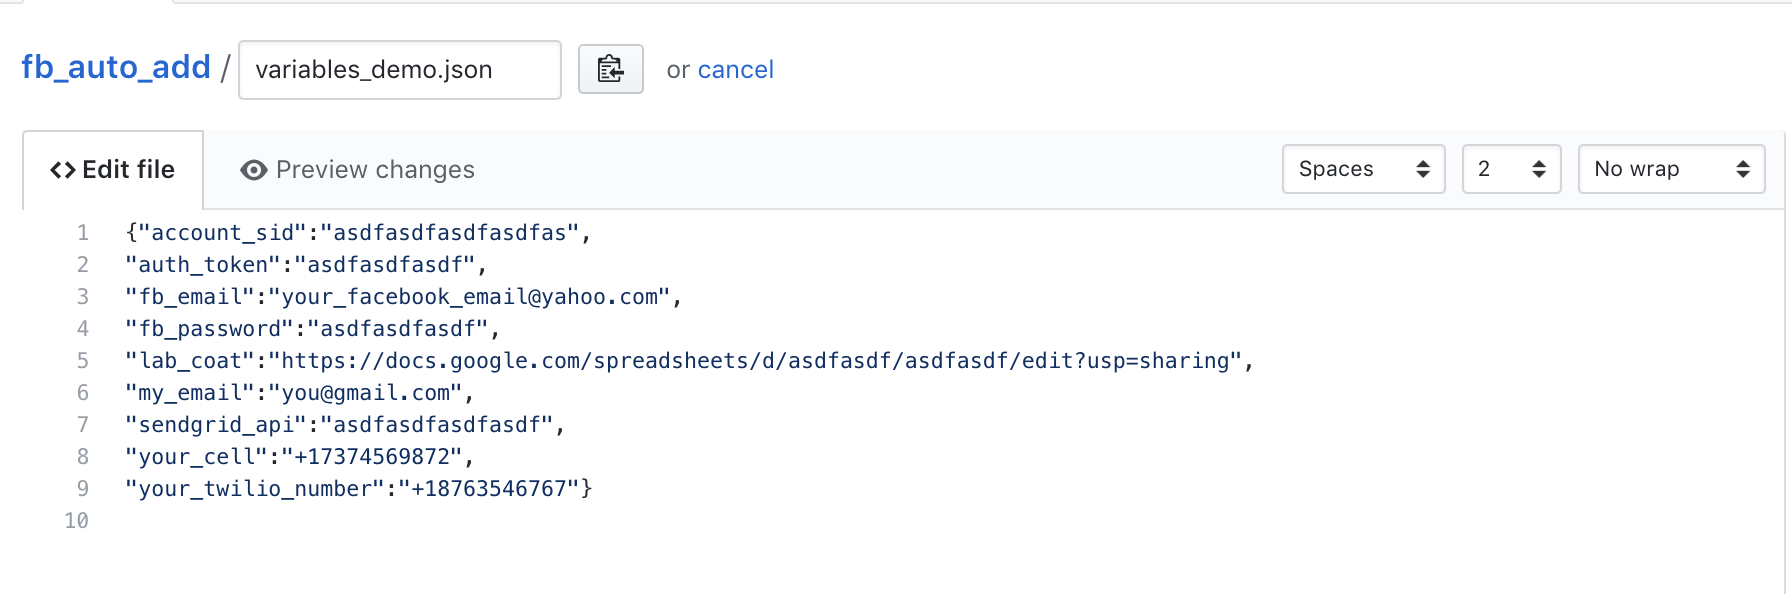 fb_auto_add / variables_demo.json or cancel
<> Edit file Preview changes Spaces 2 No wrap
1 {"account_sid":"asdfasdfasdfasdfas",
2 "auth_token":"asdfasdfasdf",
3 "fb_email":"your_facebook_email@yahoo.com",
4 "fb_password":"asdfasdfasdf",
5 "lab_coat":"https://docs.google.com/spreadsheets/d/asdfasdf/asdfasdf/edit?usp=sharing",
6 "my_email":"you@gmail.com",
7 "sendgrid_api":"asdfasdfasdfasdf",
8 "your_cell":"+17374569872",
9 "your_twilio_number":"+18763546767"}
10